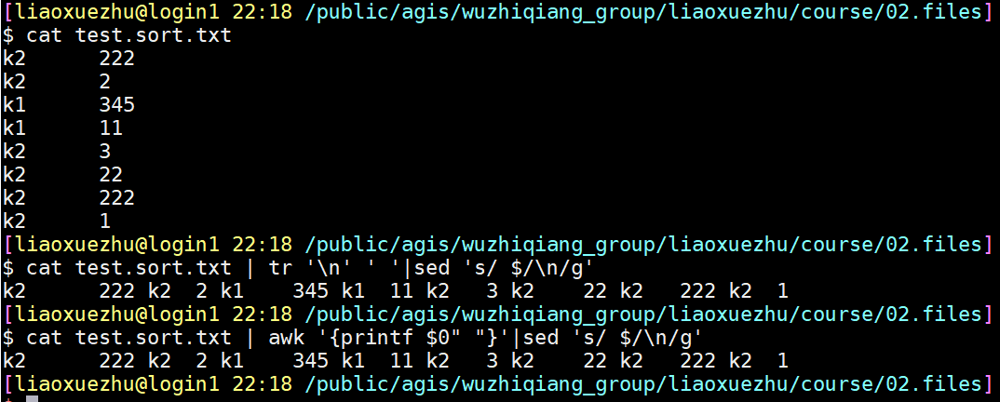 [liaoxuezhu@login1 22:18 /public/agis/wuzhiqiang_group/liaoxuezhu/course/02.files]
$ cat test.sort.txt
k2      222
k2      2
k1      345
k1      11
k2      3
k2      22
k2      222
k2      1
[liaoxuezhu@login1 22:18 /public/agis/wuzhiqiang_group/liaoxuezhu/course/02.files]
$ cat test.sort.txt | tr '\n' ' '|sed 's/ $/\n/g'
k2      222 k2  2 k1    345 k1  11 k2   3 k2    22 k2   222 k2  1
[liaoxuezhu@login1 22:18 /public/agis/wuzhiqiang_group/liaoxuezhu/course/02.files]
$ cat test.sort.txt | awk '{printf $0" "}'|sed 's/ $/\n/g'
k2      222 k2  2 k1    345 k1  11 k2   3 k2    22 k2   222 k2  1
[liaoxuezhu@login1 22:18 /public/agis/wuzhiqiang_group/liaoxuezhu/course/02.files]
$